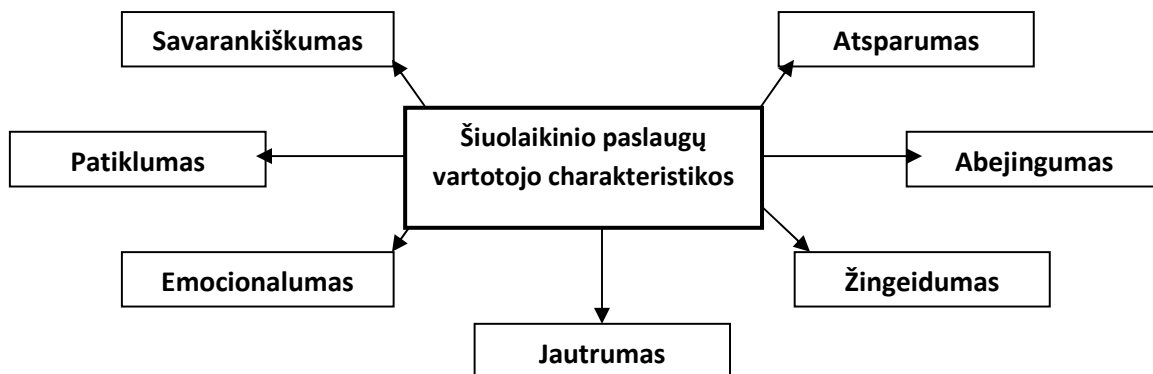 Savarankiškumas
Atsparumas
Šiuolaikinio paslaugų
vartotojo charakteristikos
Patiklumas
Abejingumas
Emocionalumas
Žingeidumas
Jautrumas